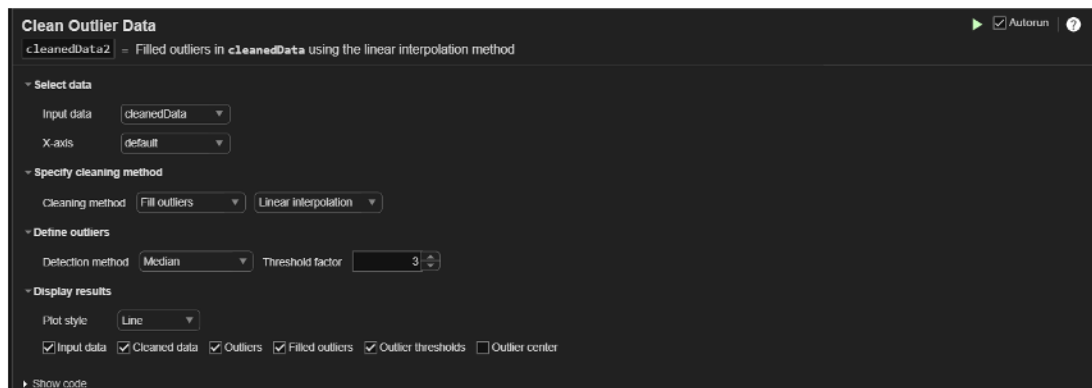 Clean Outlier Data
Autorun
?
cleanedData2 = Filled outliers in cleanedData using the linear interpolation method
Select data
Input data cleanedData
X-axis default
Specify cleaning method
Cleaning method Fill outliers Linear interpolation
Define outliers
Detection method Median Threshold factor 3
Display results
Plot style Line
Input data Cleaned data Outliers Filled outliers Outlier thresholds Outlier center
Show code